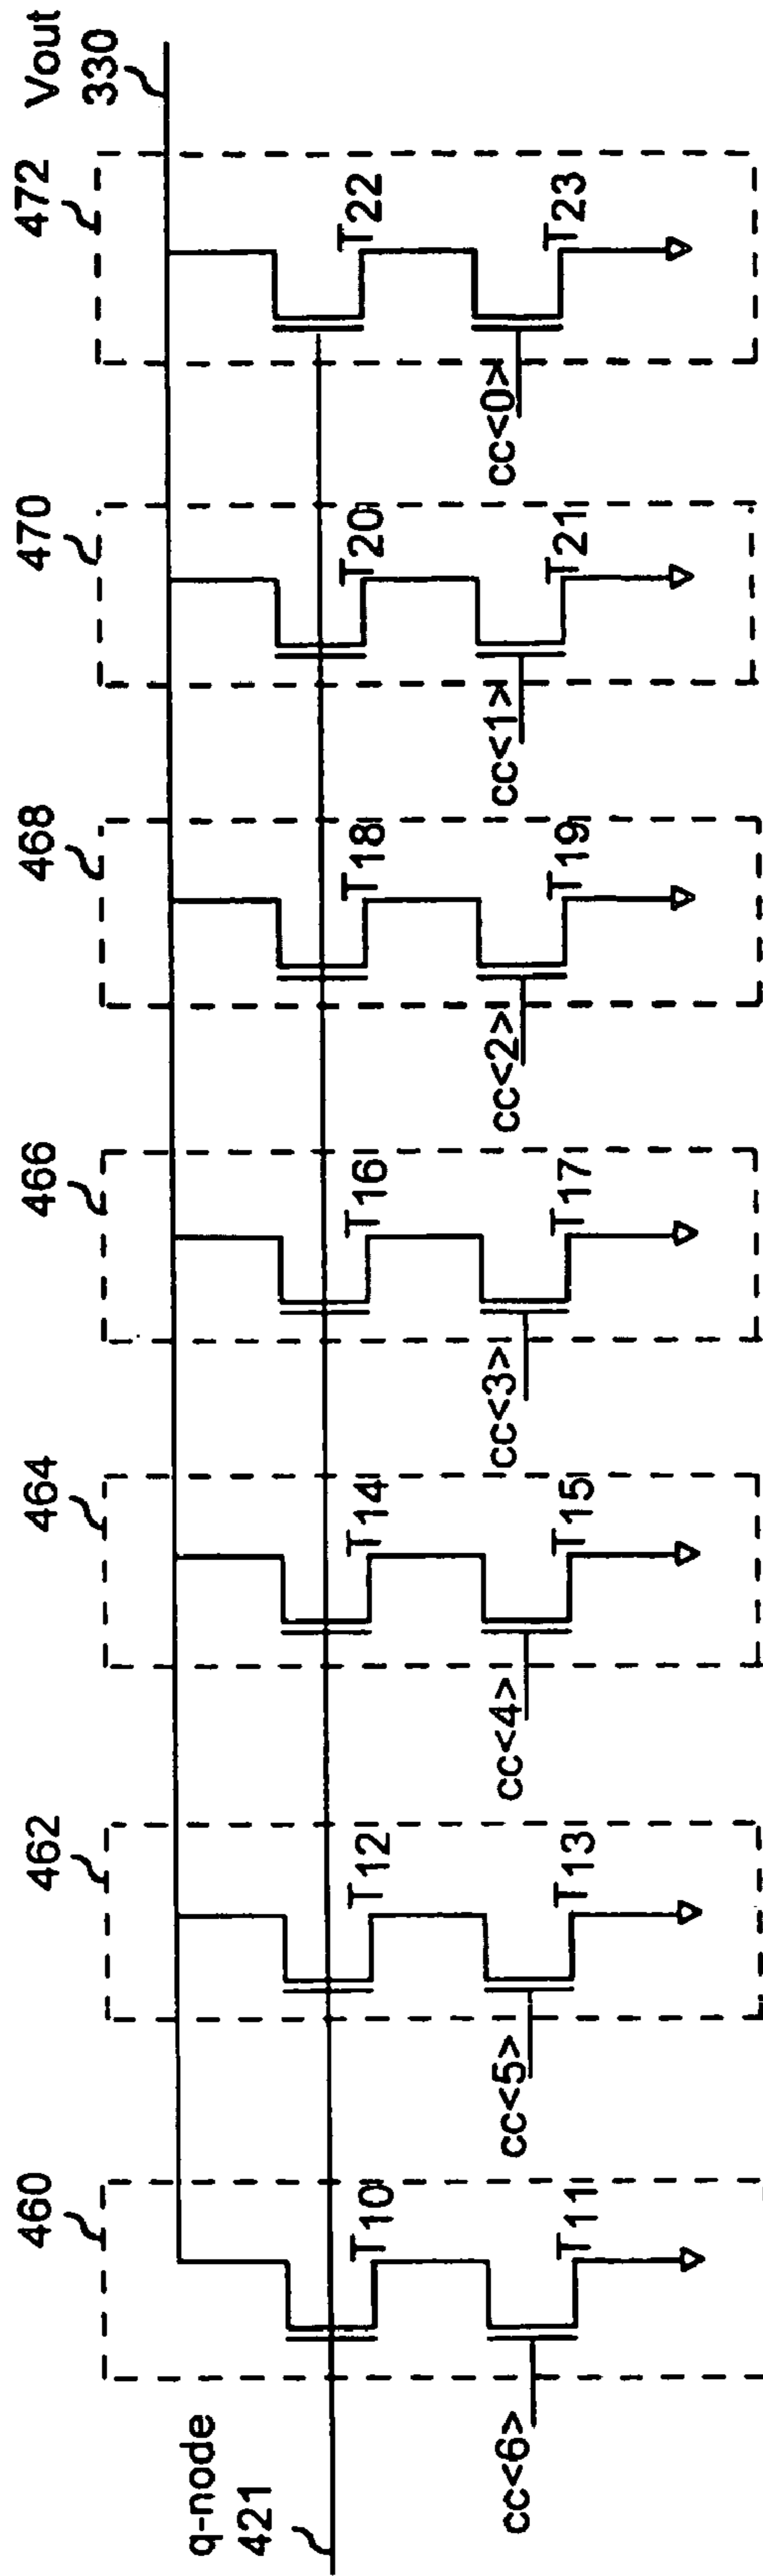 460
462
464
466
468
470
472
Vout
330
q-node
421
T10
T12
T14
T16
T18
T20
T22
cc<6>
T11
cc<5>
T13
cc<4>
T15
cc<3>
T17
cc<2>
T19
cc<1>
T21
cc<0>
T23